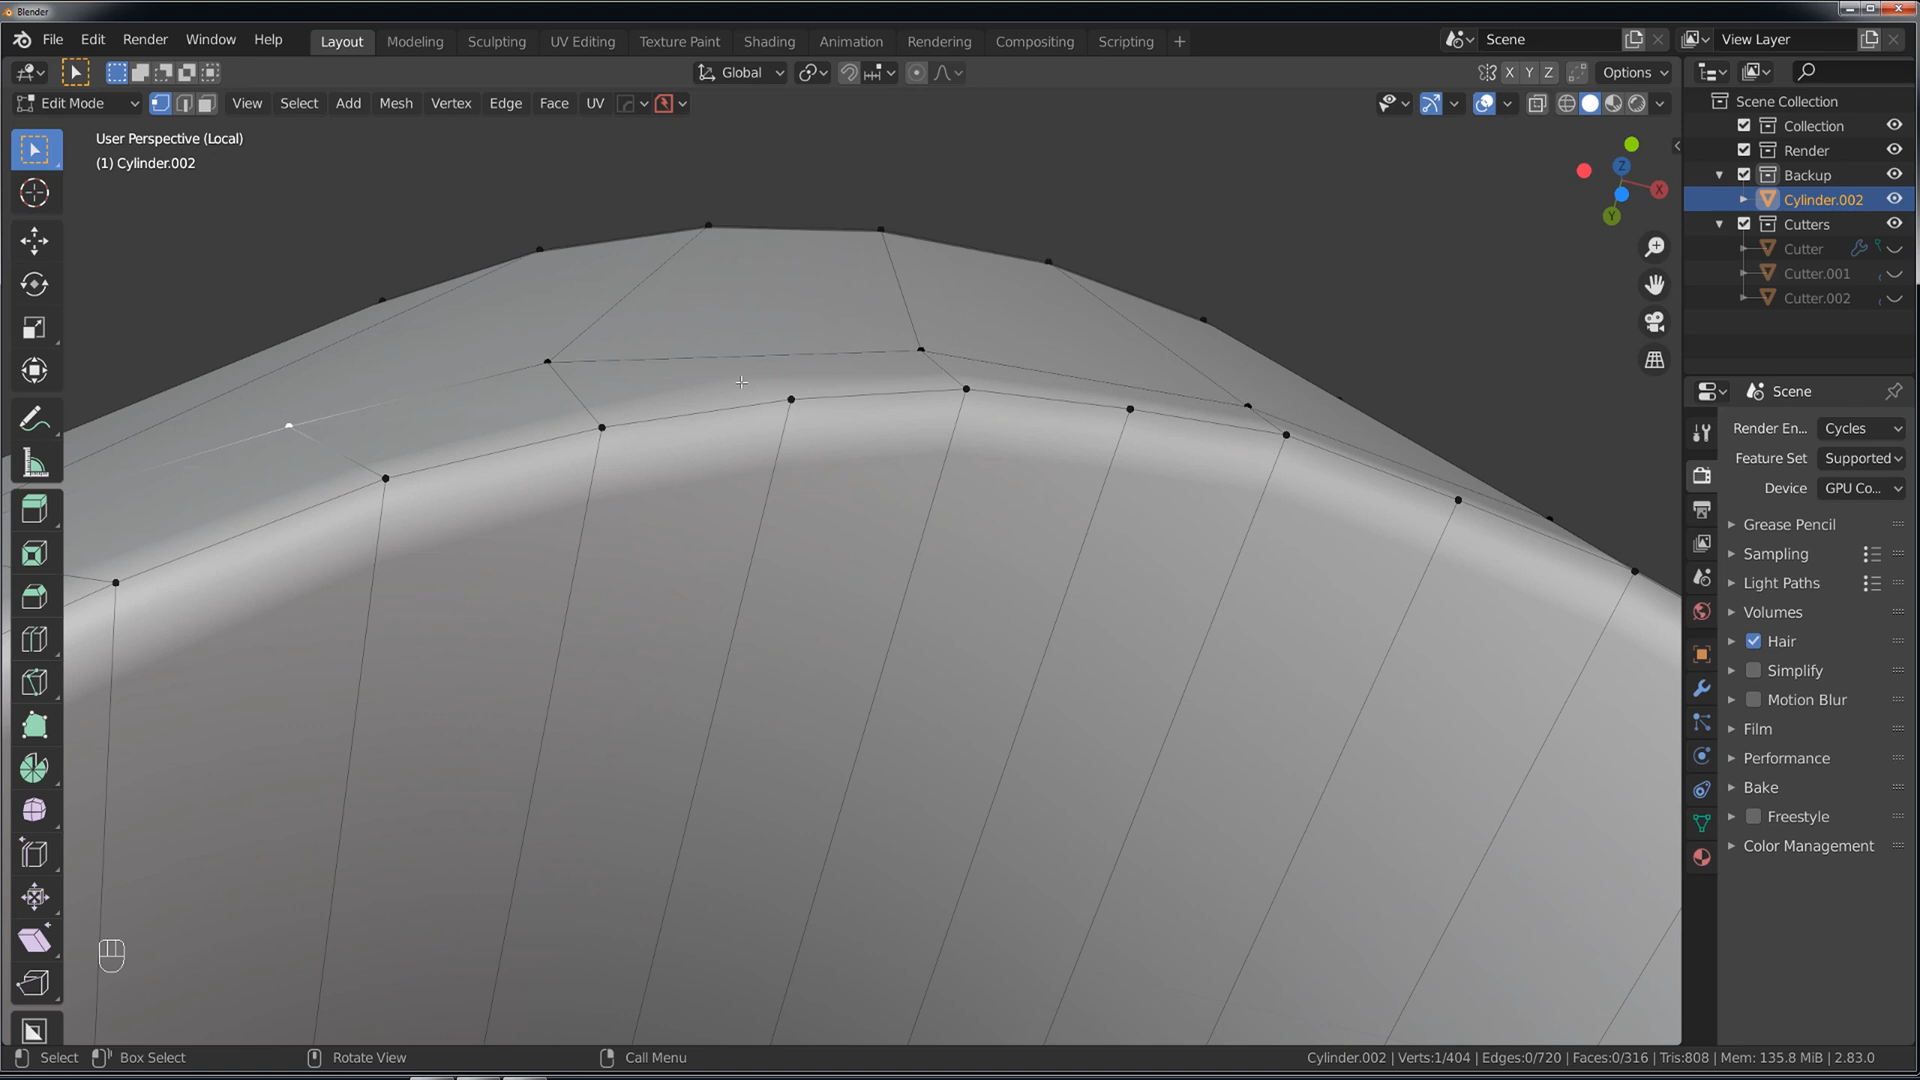 Blender
File Edit Render Window Help
Layout Modeling Sculpting UV Editing Texture Paint Shading Animation Rendering Compositing Scripting +
Scene
View Layer
Global
X Y Z
Options
Edit Mode
View Select Add Mesh Vertex Edge Face UV
User Perspective (Local)
(1) Cylinder.002
Z
X
Y
Scene Collection
Collection
Render
Backup
Cylinder.002
Cutters
Cutter
Cutter.001
Cutter.002
Scene
Render En... Cycles
Feature Set Supported
Device GPU Co...
Grease Pencil
Sampling
Light Paths
Volumes
Hair
Simplify
Motion Blur
Film
Performance
Bake
Freestyle
Color Management
Select Box Select Rotate View Call Menu
Cylinder.002 | Verts:1/404 | Edges:0/720 | Faces:0/316 | Tris:808 | Mem: 135.8 MiB | 2.83.0